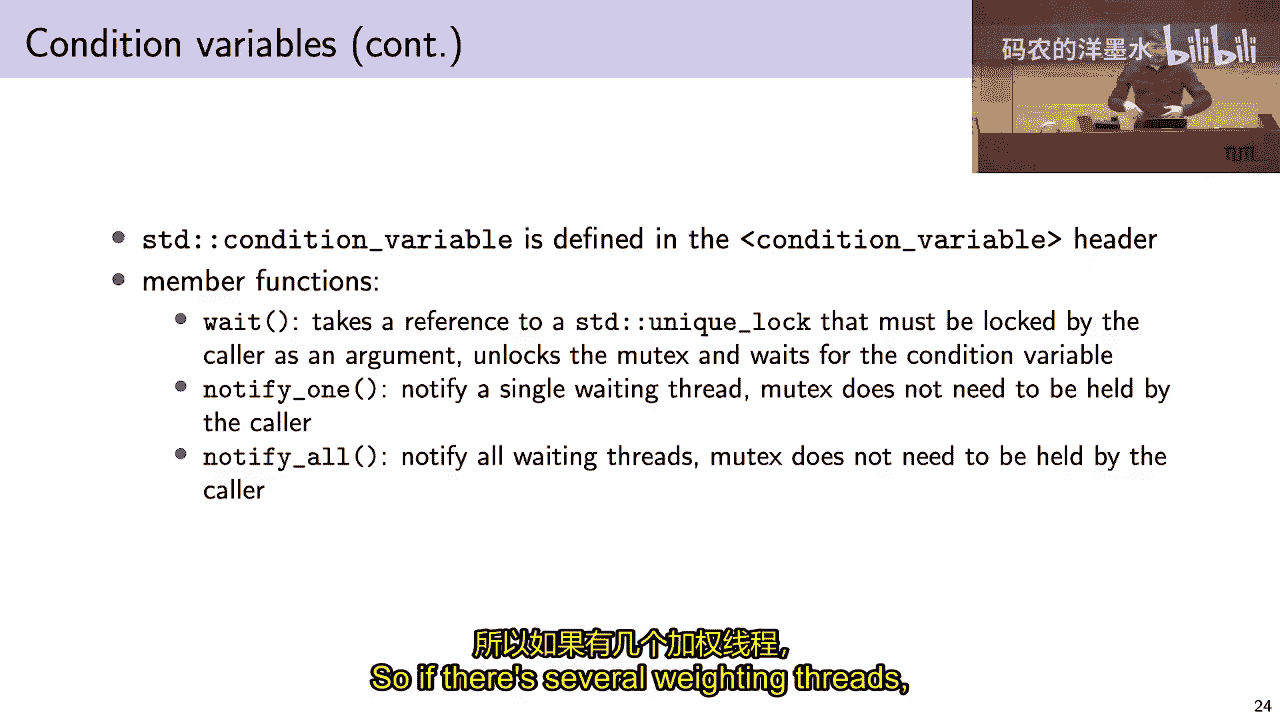 Condition variables (cont.)
码农的洋墨水 bilibili
TUM
std::condition_variable is defined in the <condition_variable> header
member functions:
wait(): takes a reference to a std::unique_lock that must be locked by the
caller as an argument, unlocks the mutex and waits for the condition variable
notify_one(): notify a single waiting thread, mutex does not need to be held by
the caller
notify_all(): notify all waiting threads, mutex does not need to be held by the
caller
所以如果有几个加权线程,
So if there's several weighting threads,
24